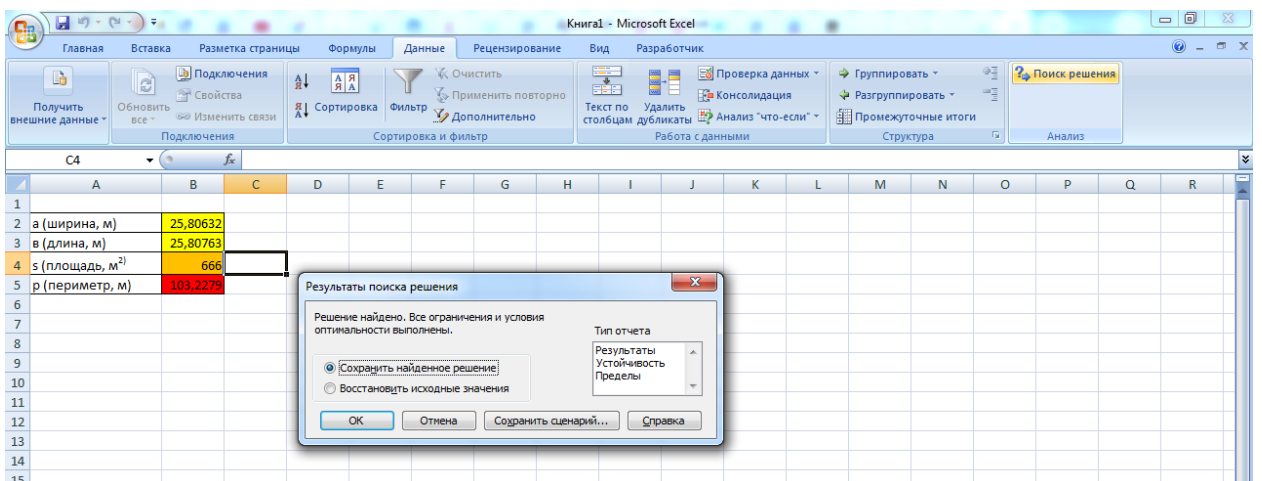 Книга1 - Microsoft Excel
Главная Вставка Разметка страницы Формулы Данные Рецензирование Вид Разработчик
Получить внешние данные
Обновить все
Подключения
Свойства
Изменить связи
Подключения
Сортировка
Фильтр
Очистить
Применить повторно
Дополнительно
Сортировка и фильтр
Текст по столбцам
Удалить дубликаты
Проверка данных
Консолидация
Анализ "что-если"
Работа с данными
Группировать
Разгруппировать
Промежуточные итоги
Структура
Поиск решения
Анализ
C4 fx
A B C D E F G H I J K L M N O P Q R
1
2 а (ширина, м) 25,80632
3 в (длина, м) 25,80763
4 s (площадь, м²⁾ 666
5 р (периметр, м) 103,2279
6
7
8
9
10
11
12
13
14
15
Результаты поиска решения
Решение найдено. Все ограничения и условия
оптимальности выполнены.
Тип отчета
Результаты
Устойчивость
Пределы
Сохранить найденное решение
Восстановить исходные значения
ОК Отмена Сохранить сценарий... Справка